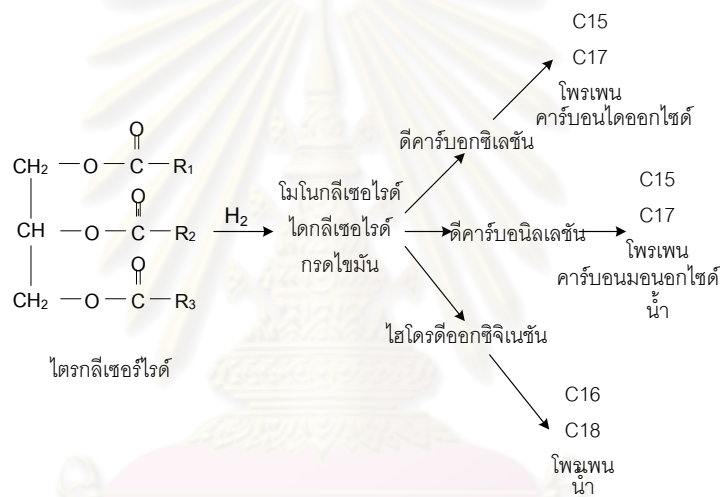 O
CH2 — O — C — R1
O
CH — O — C — R2
O
CH2 — O — C — R3
ไตรกลีเซอร์ไรด์
H2
โมโนกลีเซอไรด์
ไดกลีเซอไรด์
กรดไขมัน
ดีคาร์บอกซิเลชัน
C15
C17
โพรเพน
คาร์บอนไดออกไซด์
ดีคาร์บอนิลเลชัน
C15
C17
โพรเพน
คาร์บอนมอนอกไซด์
น้ำ
ไฮโดรดีออกซิจิเนชัน
C16
C18
โพรเพน
น้ำ